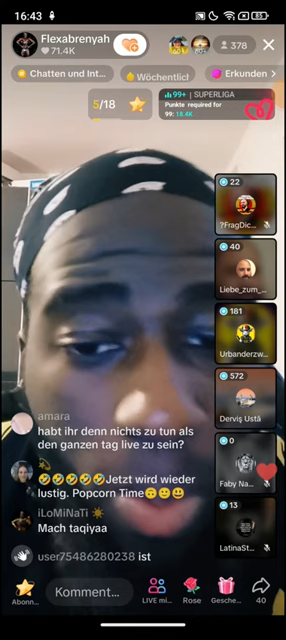 16:43
85
Flexabrenyah
71.4K
378
Chatten und Int...
Wöchentlich
Erkunden
5/18
99+ | SUPERLIGA
Punkte required for
99: 18.4K
22
?FragDic...
40
Liebe_zum_...
181
Urbanderzw...
572
Derviş Ustâ
0
Faby Na...
13
LatinaSt...
amara
habt ihr denn nichts zu tun als
den ganzen tag live zu sein?
🤣🤣🤣🤣🤣Jetzt wird wieder
lustig. Popcorn Time🙃🙂😃
iLoMiNaTi ☀️
Mach taqiyaa
user75486280238 ist
Abonn...
Komment...
LIVE mi...
Rose
Gesche...
40